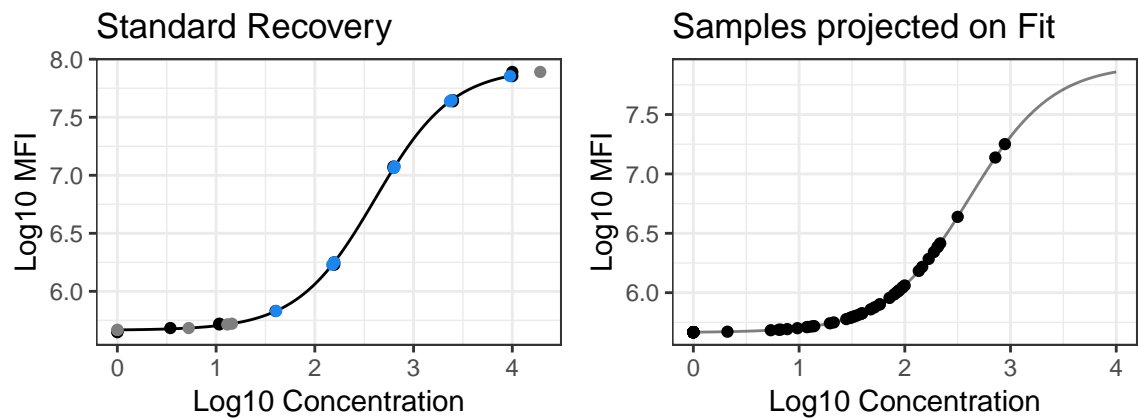 Standard Recovery
8.0
7.5
7.0
6.5
6.0
Log10 MFI
0 1 2 3 4
Log10 Concentration
Samples projected on Fit
7.5
7.0
6.5
6.0
Log10 MFI
0 1 2 3 4
Log10 Concentration